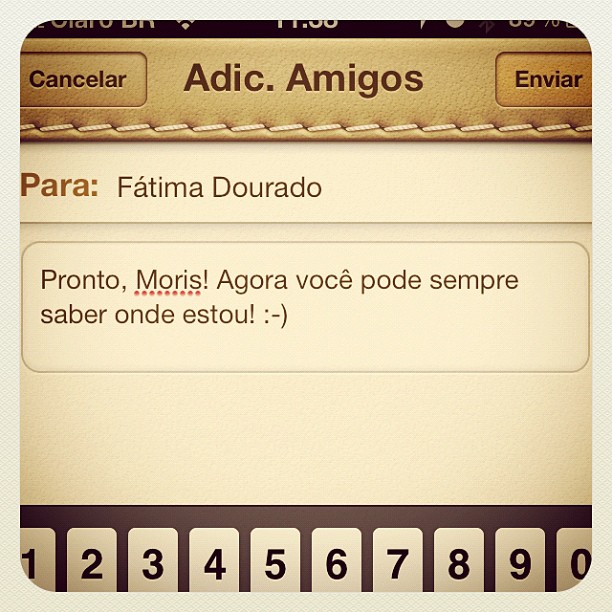 Claro BR 11:38 89 %
Cancelar Adic. Amigos Enviar
Para: Fátima Dourado
Pronto, Moris! Agora você pode sempre
saber onde estou! :-)
1 2 3 4 5 6 7 8 9 0